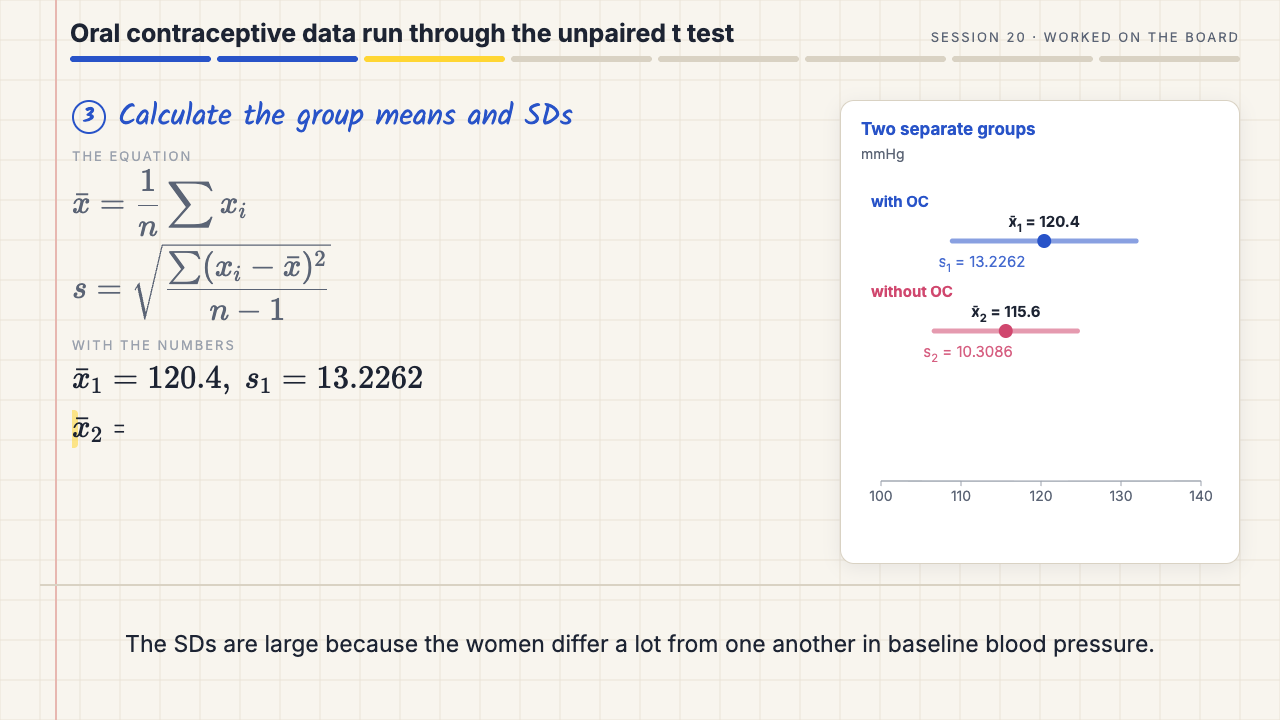 Oral contraceptive data run through the unpaired t test
SESSION 20 · WORKED ON THE BOARD
3 Calculate the group means and SDs
THE EQUATION
x̄ = 1/n ∑ xᵢ
s = √(∑(xᵢ − x̄)² / (n − 1))
WITH THE NUMBERS
x̄₁ = 120.4, s₁ = 13.2262
x̄₂ =
Two separate groups
mmHg
with OC
x̄₁ = 120.4
s₁ = 13.2262
without OC
x̄₂ = 115.6
s₂ = 10.3086
100 110 120 130 140
The SDs are large because the women differ a lot from one another in baseline blood pressure.